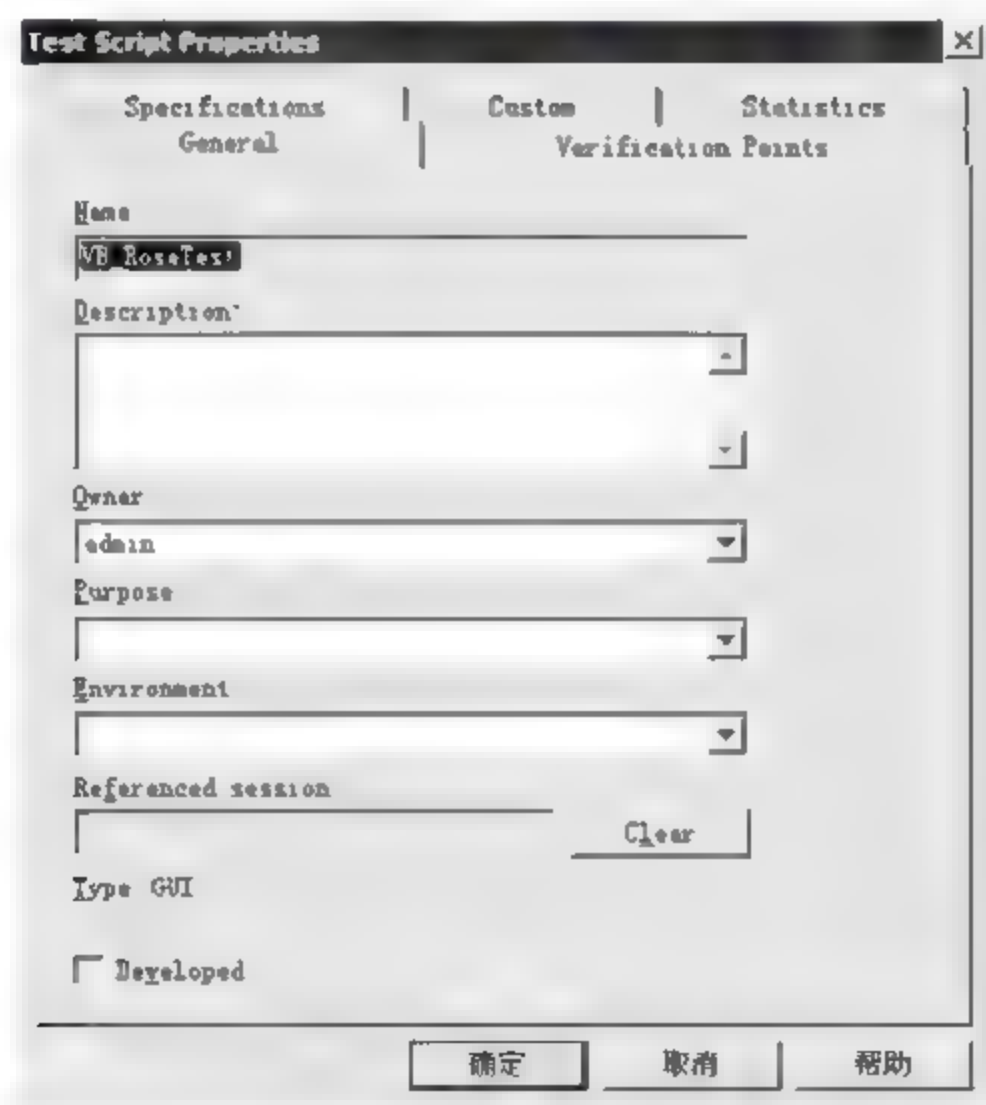 Test Script Properties
Specifications Custom Statistics
General Verification Points
Name
Description
Owner
admin
Purpose
Environment
Referenced session
Clear
Type GUI
Developed
确定 取消 帮助